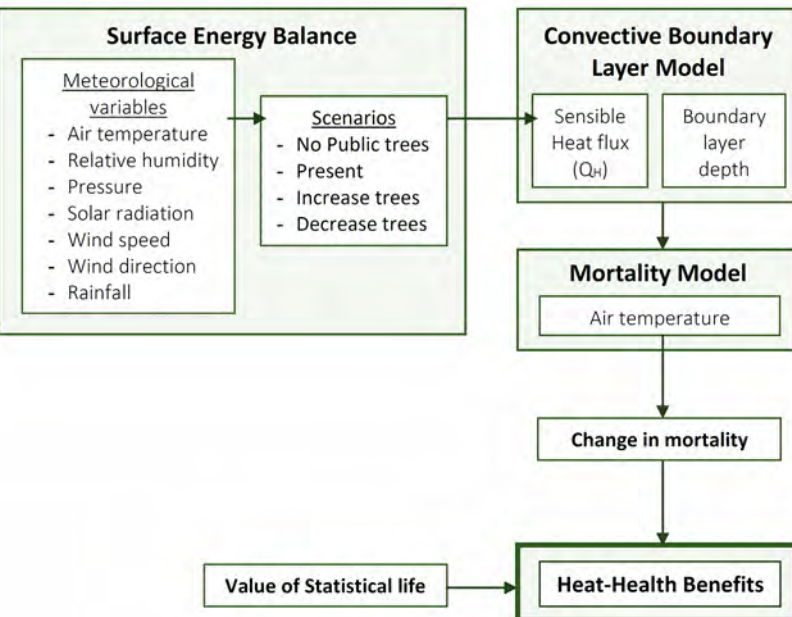 Surface Energy Balance
Meteorological
variables
- Air temperature
- Relative humidity
- Pressure
- Solar radiation
- Wind speed
- Wind direction
- Rainfall
Scenarios
- No Public trees
- Present
- Increase trees
- Decrease trees
Convective Boundary
Layer Model
Sensible
Heat flux
(QH)
Boundary
layer
depth
Mortality Model
Air temperature
Change in mortality
Value of Statistical life
Heat-Health Benefits